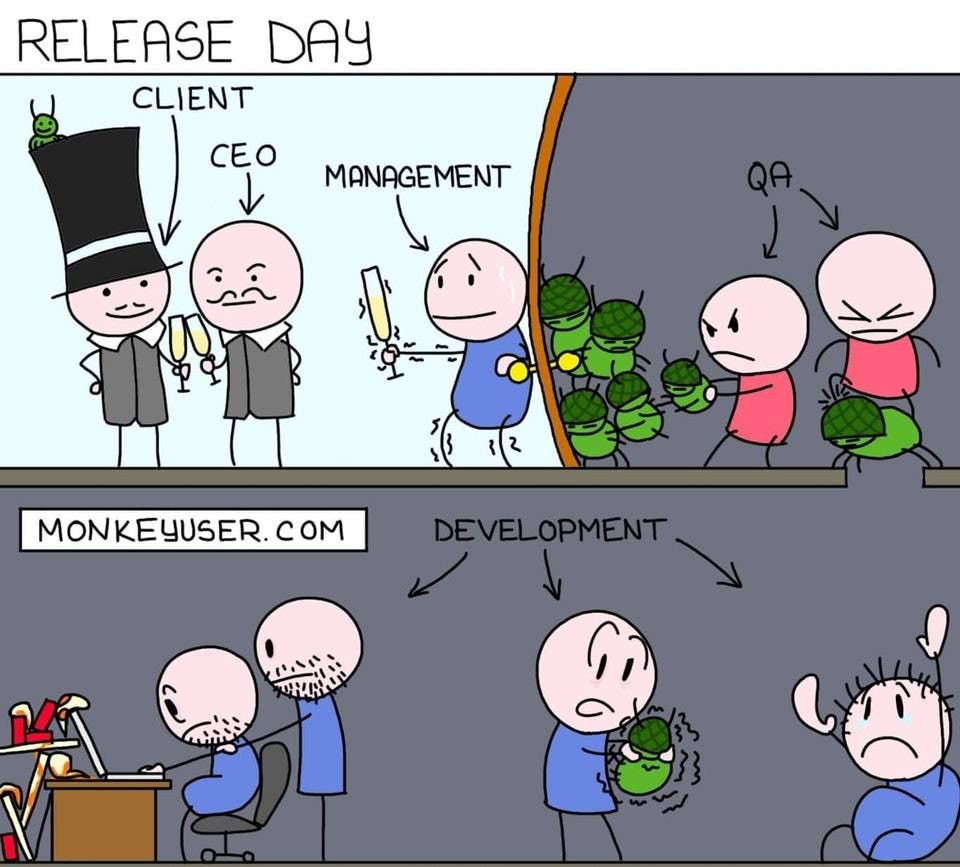 RELEASE DAY
CLIENT
CEO
MANAGEMENT
QA
MONKEYUSER.COM
DEVELOPMENT